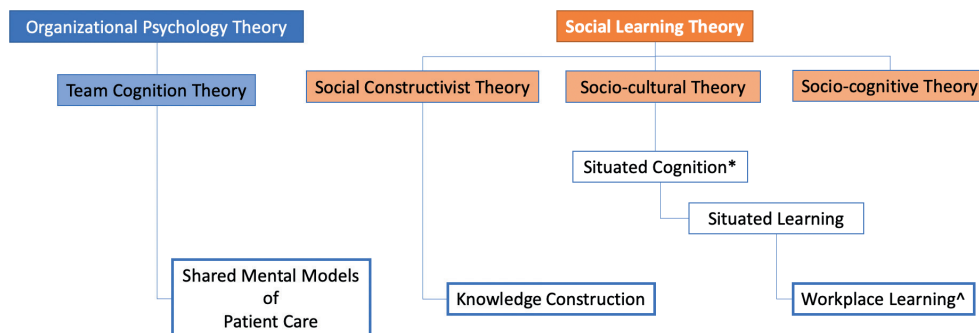 Organizational Psychology Theory
Social Learning Theory
Team Cognition Theory
Social Constructivist Theory
Socio-cultural Theory
Socio-cognitive Theory
Situated Cognition*
Situated Learning
Shared Mental Models
of
Patient Care
Knowledge Construction
Workplace Learning^